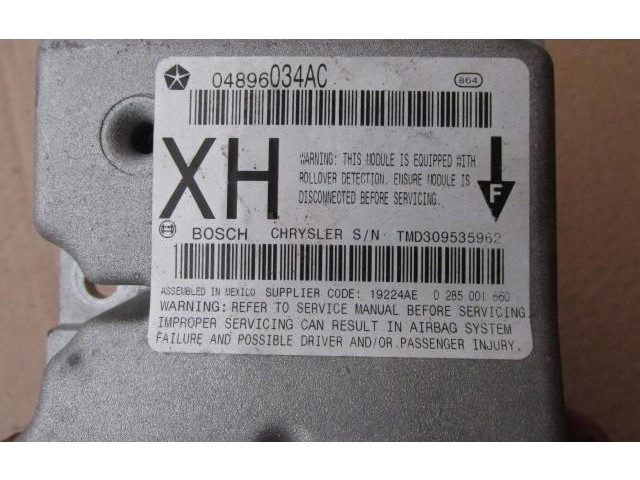 04896034AC
864
XH
WARNING: THIS MODULE IS EQUIPPED WITH
ROLLOVER DETECTION. ENSURE MODULE IS
DISCONNECTED BEFORE SERVICING.
F
BOSCH CHRYSLER S/N TMD309535962
ASSEMBLED IN MEXICO SUPPLIER CODE: 19224AE 0 285 001 860
WARNING: REFER TO SERVICE MANUAL BEFORE SERVICING.
IMPROPER SERVICING CAN RESULT IN AIRBAG SYSTEM
FAILURE AND POSSIBLE DRIVER AND/OR PASSENGER INJURY.